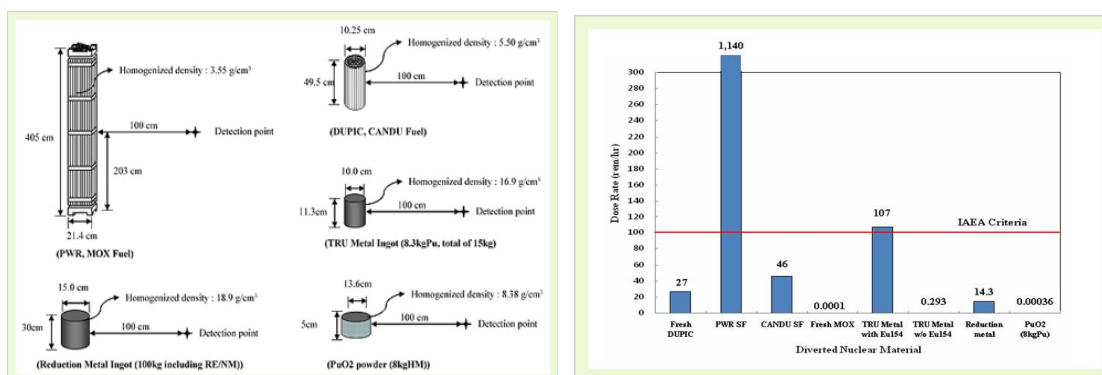 Homogenized density : 3.55 g/cm³
405 cm
100 cm
Detection point
203 cm
21.4 cm
(PWR, MOX Fuel)
10.25 cm
Homogenized density : 5.50 g/cm³
49.5 cm
100 cm
Detection point
(DUPIC, CANDU Fuel)
10.0 cm
Homogenized density : 16.9 g/cm³
11.3cm
100 cm
Detection point
(TRU Metal Ingot (8.3kgPu, total of 15kg)
15.0 cm
Homogenized density : 18.9 g/cm³
30cm
100 cm
Detection point
(Reduction Metal Ingot (100kg including RE/NM))
13.6cm
Homogenized density : 8.38 g/cm³
5cm
100 cm
Detection point
(PuO2 powder (8kgHM))
1,140
300
280
260
240
220
200
180
160
140
120
100
80
60
40
20
0
Dose Rate (rem/hr)
IAEA Criteria
27
46
0.0001
107
0.293
14.3
0.00036
Fresh DUPIC
PWR SF
CANDU SF
Fresh MOX
TRU Metal with Eu154
TRU Metal w/o Eu154
Reduction metal
PuO2 (8kgPu)
Diverted Nuclear Material